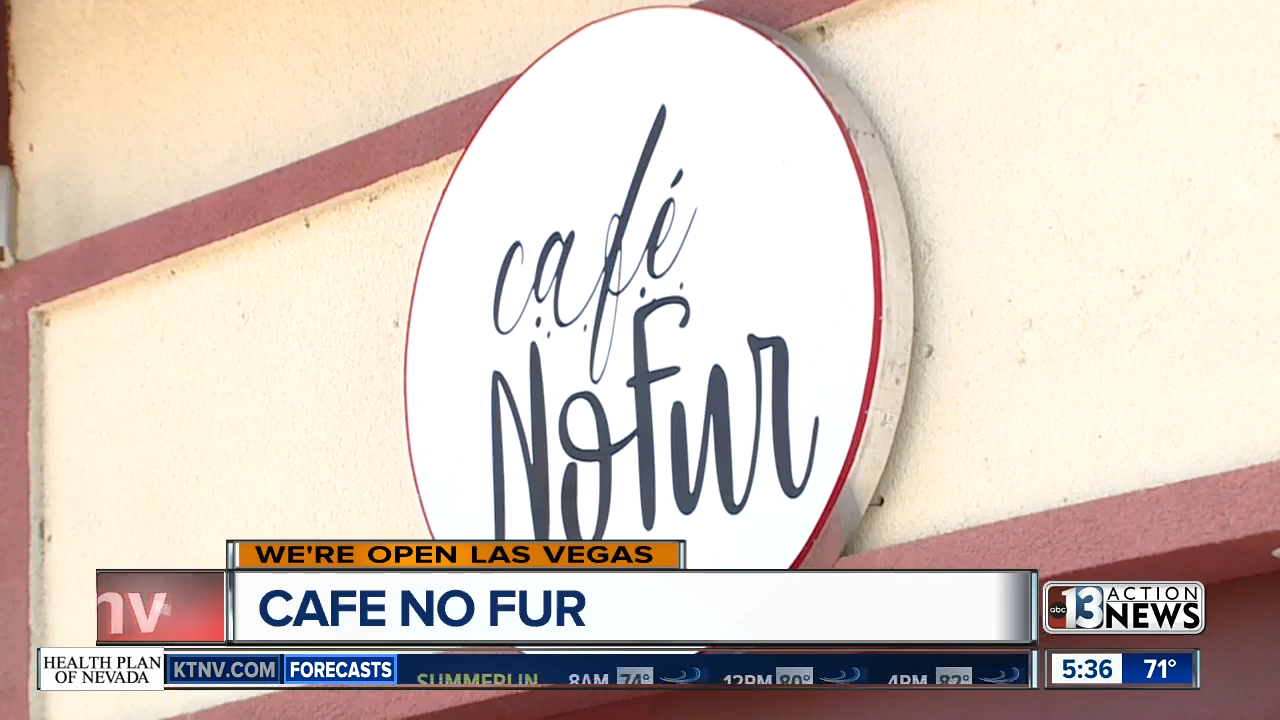 café
NoFur
WE'RE OPEN LAS VEGAS
CAFE NO FUR
nv
abc 13 ACTION NEWS
HEALTH PLAN OF NEVADA
KTNV.COM
FORECASTS
SUMMERLIN 8AM 74° 12PM 80° 4PM 82°
5:36 71°